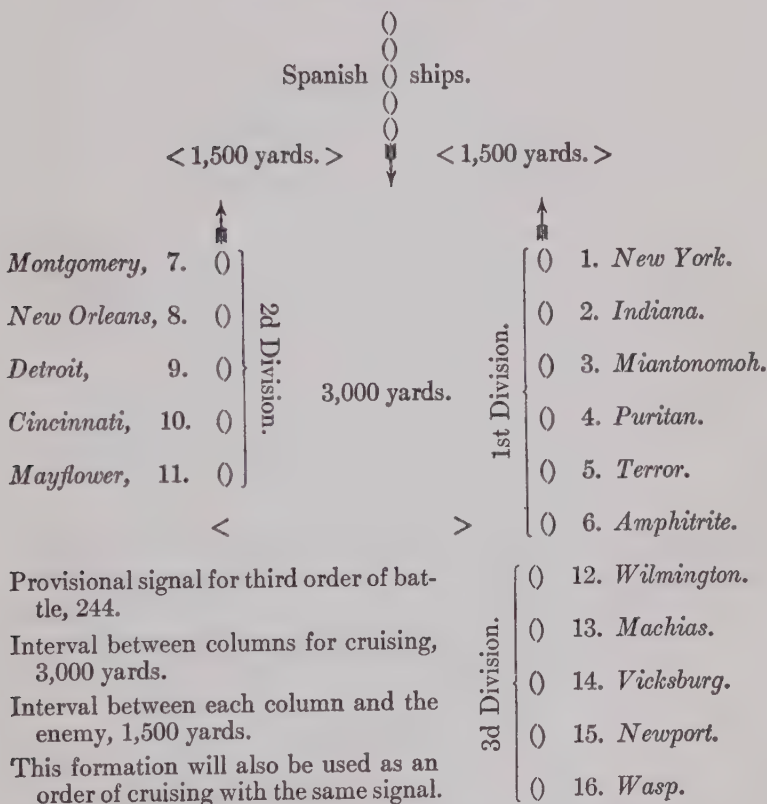 Spanish () ships.
<1,500 yards.> <1,500 yards.>
Montgomery, 7. () () 1. New York.
New Orleans, 8. () () 2. Indiana.
Detroit, 9. () () 3. Miantonomoh.
2d Division.
3,000 yards.
1st Division.
Cincinnati, 10. () () 4. Puritan.
Mayflower, 11. () () 5. Terror.
< > () 6. Amphitrite.
Provisional signal for third order of bat-
tle, 244.
Interval between columns for cruising,
3,000 yards.
Interval between each column and the
enemy, 1,500 yards.
This formation will also be used as an
order of cruising with the same signal.
3d Division.
() 12. Wilmington.
() 13. Machias.
() 14. Vicksburg.
() 15. Newport.
() 16. Wasp.